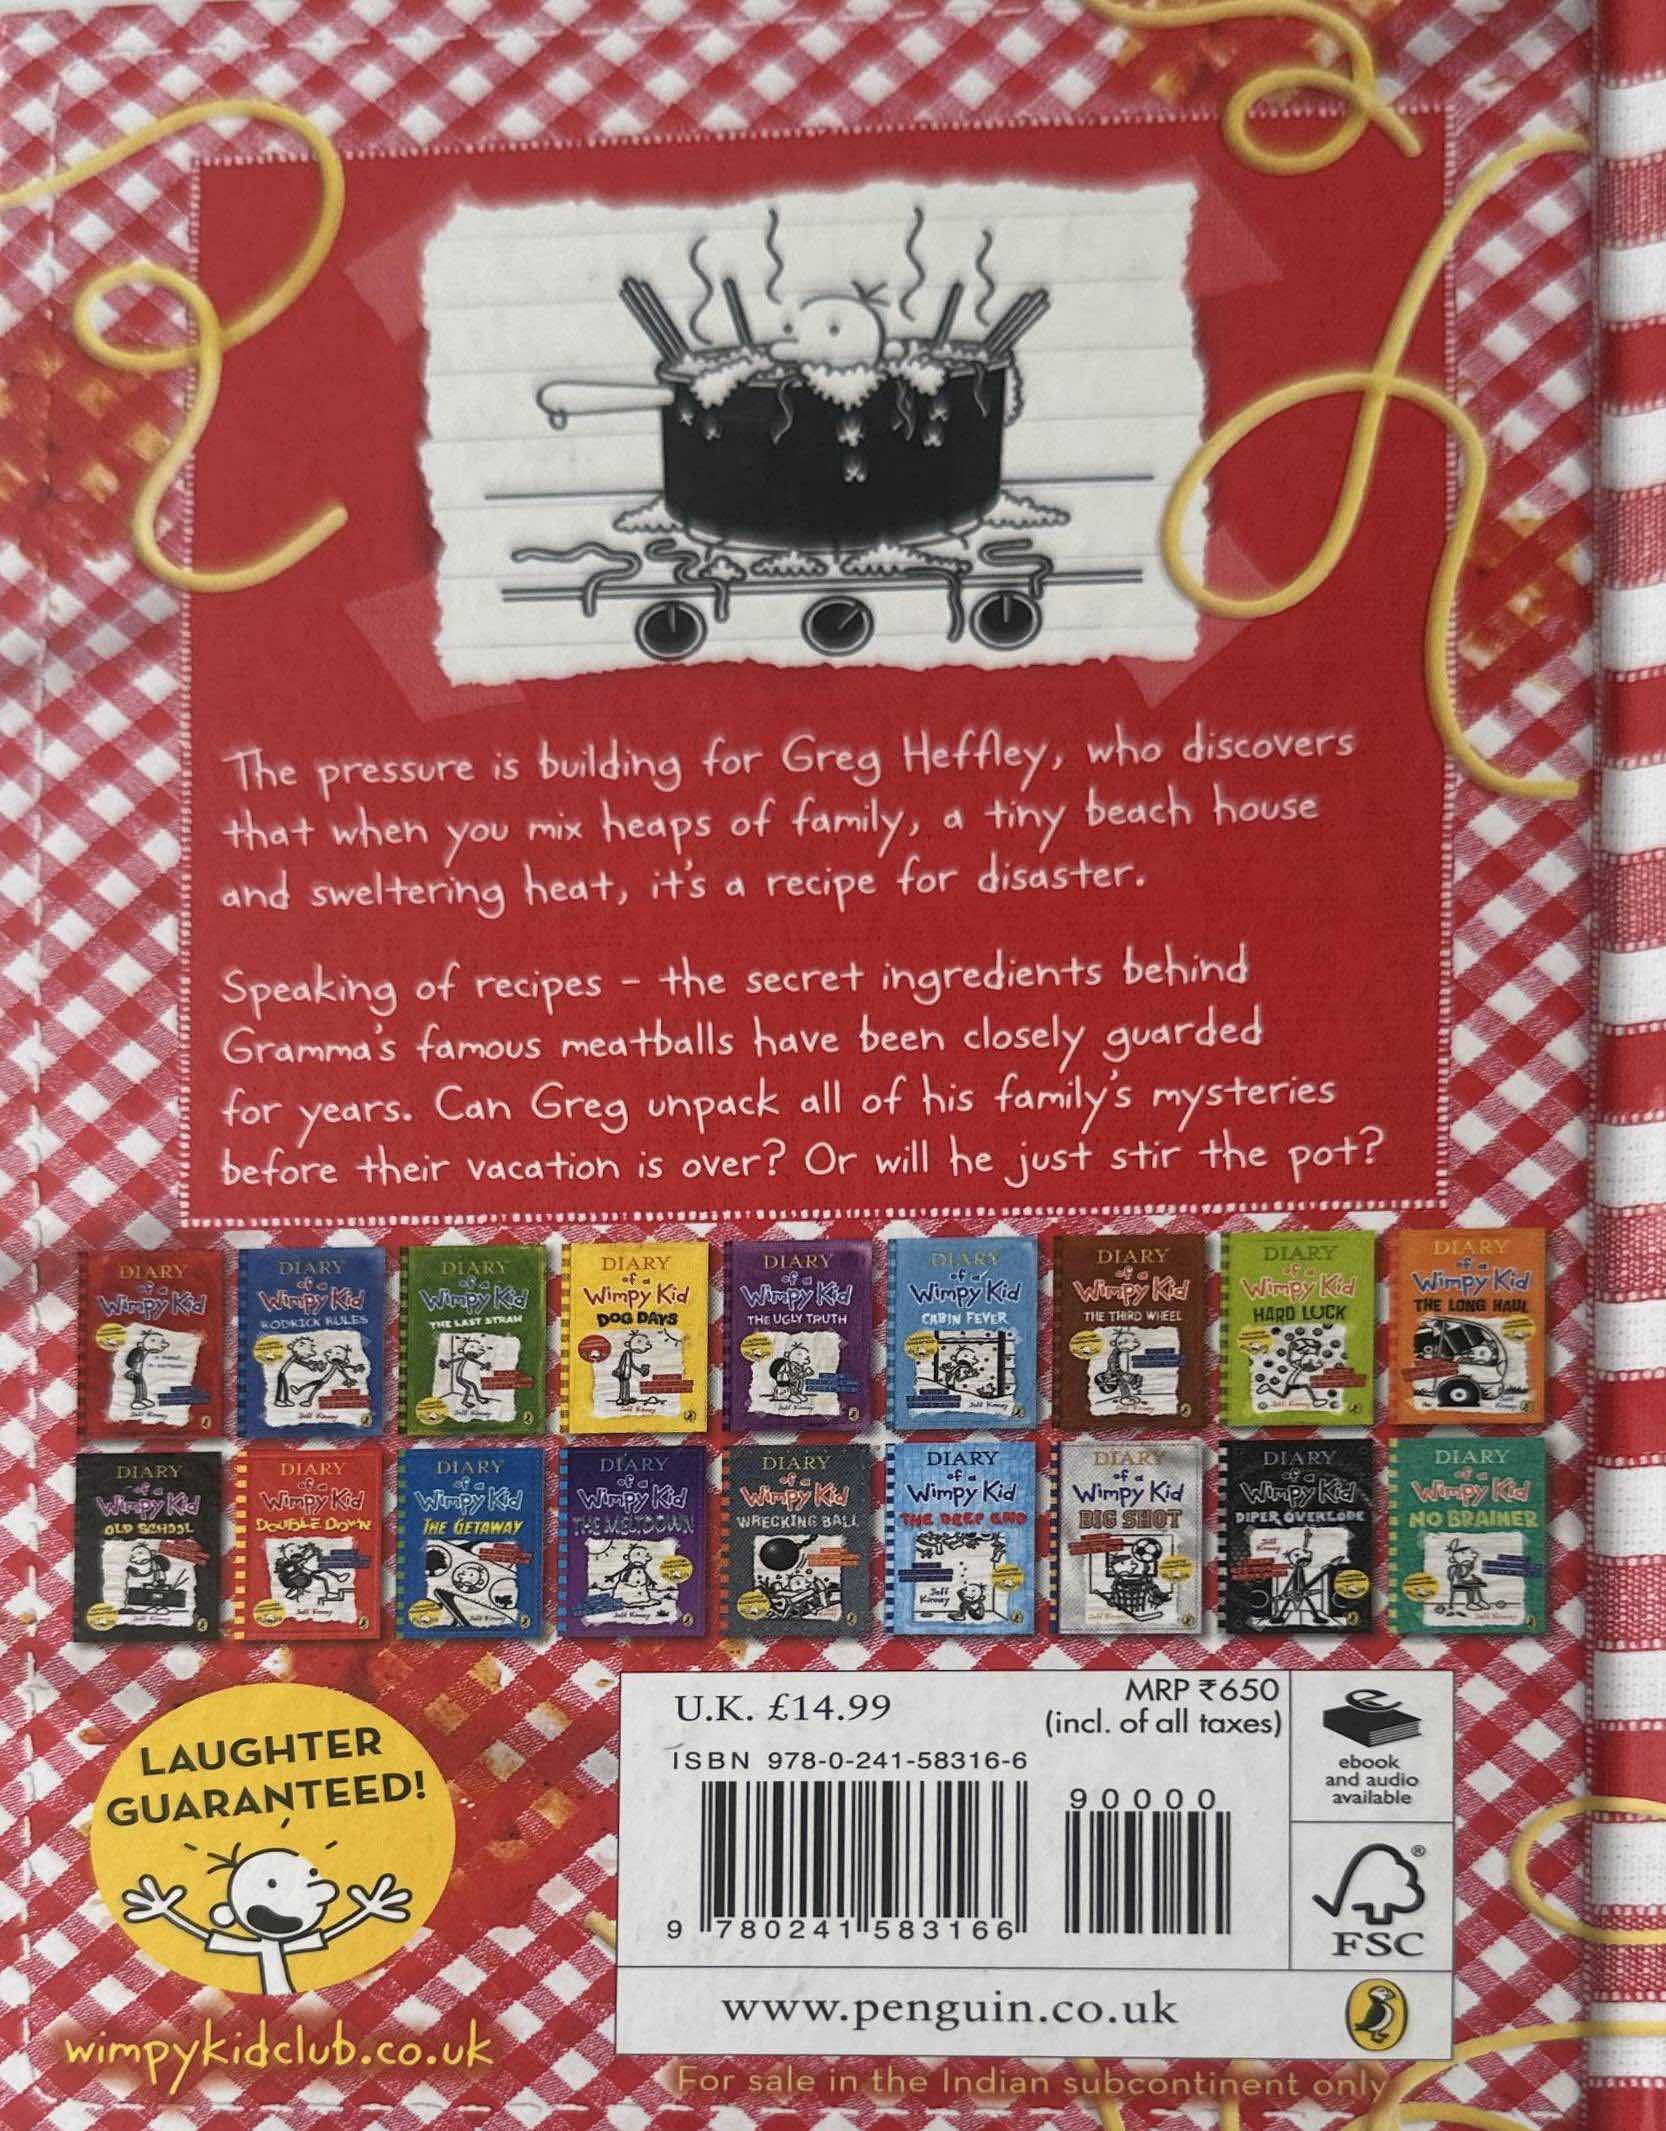 The pressure is building for Greg Heffley, who discovers
that when you mix heaps of family, a tiny beach house
and sweltering heat, it's a recipe for disaster.
Speaking of recipes – the secret ingredients behind
Gramma's famous meatballs have been closely guarded
for years. Can Greg unpack all of his family's mysteries
before their vacation is over? Or will he just stir the pot?
DIARY of a Wimpy Kid
DIARY of a Wimpy Kid RODRICK RULES
DIARY of a Wimpy Kid THE LAST STRAW
DIARY of a Wimpy Kid DOG DAYS
DIARY of a Wimpy Kid THE UGLY TRUTH
DIARY of a Wimpy Kid CABIN FEVER
DIARY of a Wimpy Kid THE THIRD WHEEL
DIARY of a Wimpy Kid HARD LUCK
DIARY of a Wimpy Kid THE LONG HAUL
DIARY of a Wimpy Kid OLD SCHOOL
DIARY of a Wimpy Kid DOUBLE DOWN
DIARY of a Wimpy Kid THE GETAWAY
DIARY of a Wimpy Kid THE MELTDOWN
DIARY of a Wimpy Kid WRECKING BALL
DIARY of a Wimpy Kid THE DEEP END
Jeff Kinney
DIARY of a Wimpy Kid BIG SHOT
DIARY of a Wimpy Kid DIPER ÖVERLÖDE
DIARY of a Wimpy Kid NO BRAINER
LAUGHTER
GUARANTEED!
wimpykidclub.co.uk
U.K. £14.99
MRP ₹650
(incl. of all taxes)
ISBN 978-0-241-58316-6
90000
9 780241 583166
ebook
and audio
available
®
FSC
www.penguin.co.uk
For sale in the Indian subcontinent only